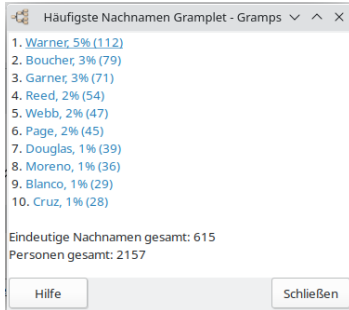 Häufigste Nachnamen Gramplet - Gramps
1. Warner, 5% (112)
2. Boucher, 3% (79)
3. Garner, 3% (71)
4. Reed, 2% (54)
5. Webb, 2% (47)
6. Page, 2% (45)
7. Douglas, 1% (39)
8. Moreno, 1% (36)
9. Blanco, 1% (29)
10. Cruz, 1% (28)
Eindeutige Nachnamen gesamt: 615
Personen gesamt: 2157
Hilfe
Schließen